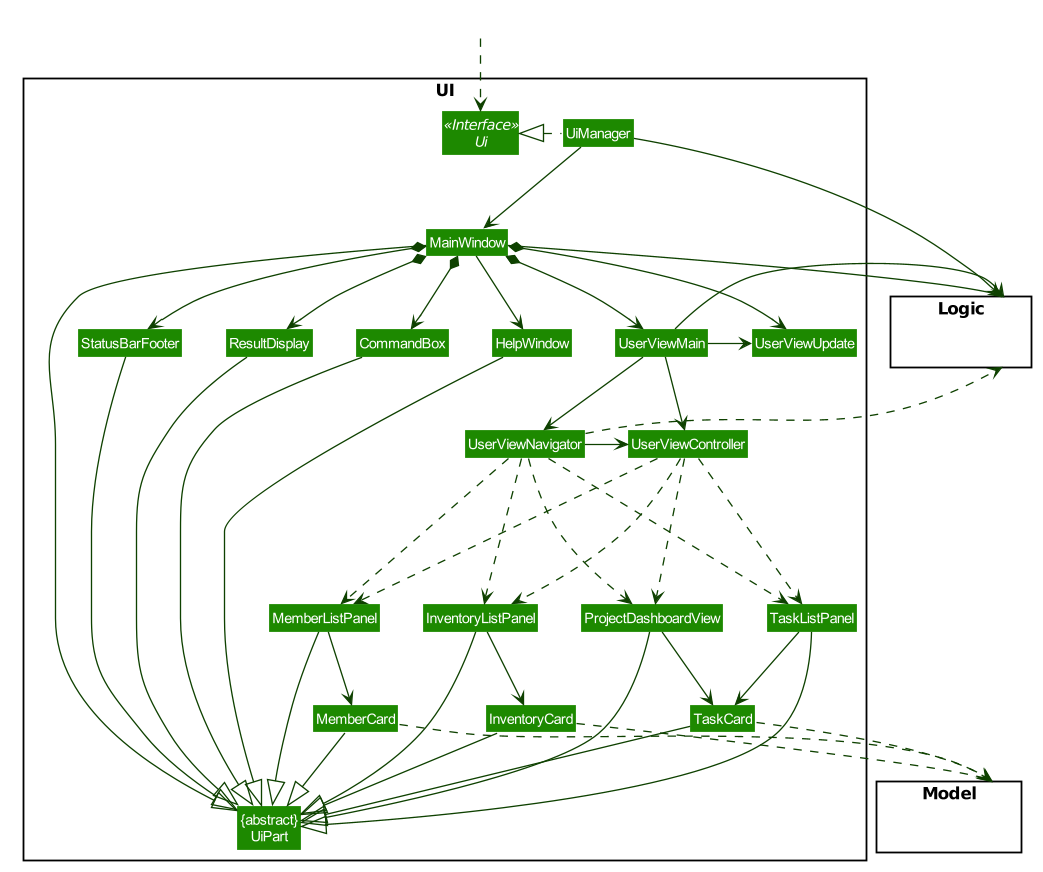 UI
«Interface»
Ui
UiManager
MainWindow
Logic
StatusBarFooter
ResultDisplay
CommandBox
HelpWindow
UserViewMain
UserViewUpdate
UserViewNavigator
UserViewController
MemberListPanel
InventoryListPanel
ProjectDashboardView
TaskListPanel
MemberCard
InventoryCard
TaskCard
Model
{abstract}
UiPart